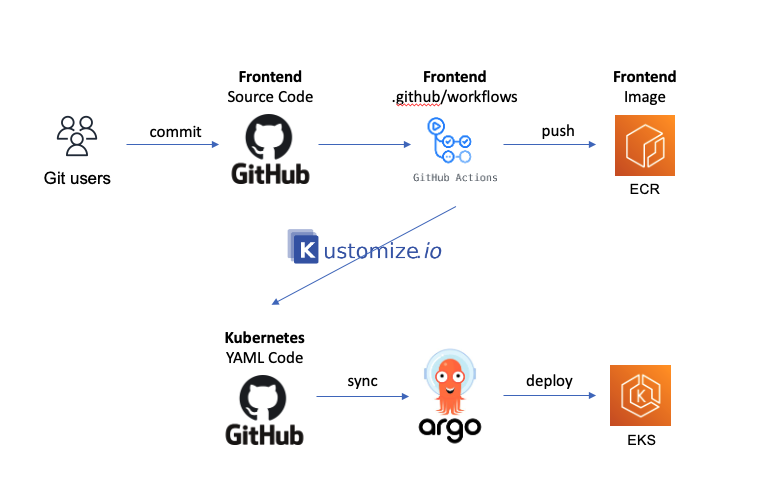 Frontend
Source Code
Frontend
.github/workflows
Frontend
Image
commit
push
Git users
GitHub
GitHub Actions
ECR
Kustomize.io
Kubernetes
YAML Code
sync
deploy
K
GitHub
argo
EKS